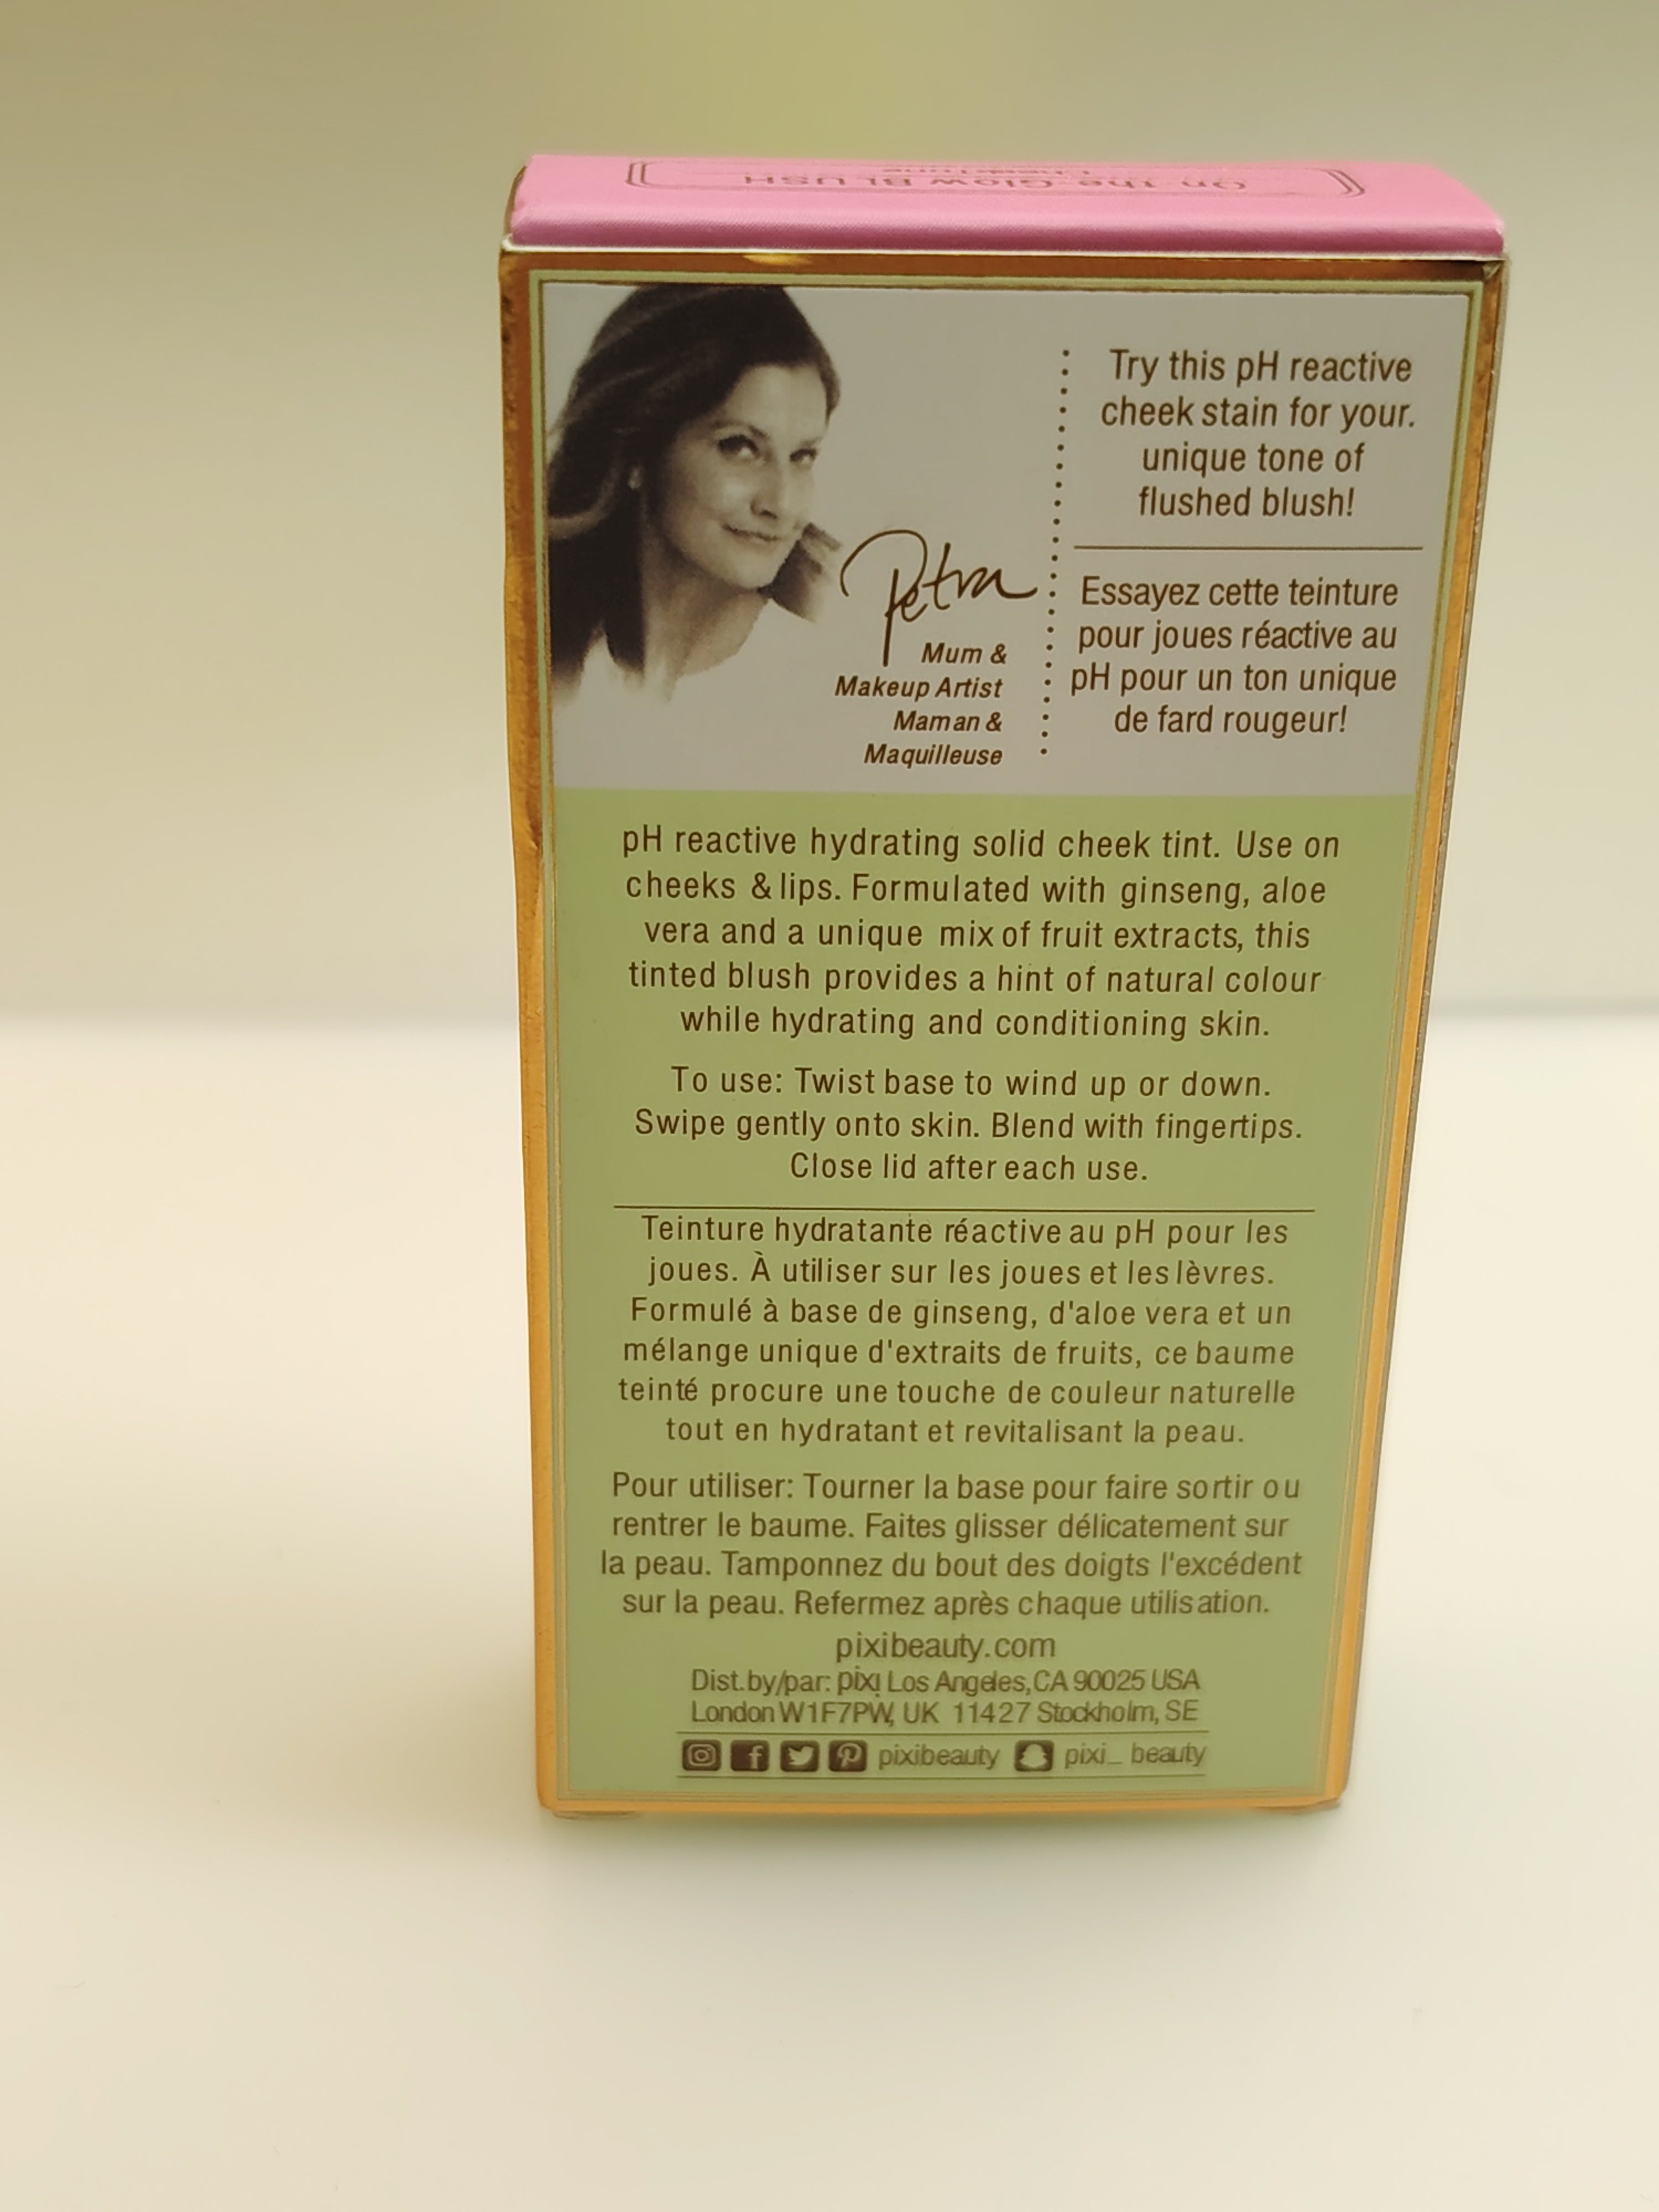 On-the-Glow BLUSH
CheekTone
Petra
Mum &
Makeup Artist
Maman &
Maquilleuse
Try this pH reactive
cheek stain for your.
unique tone of
flushed blush!
Essayez cette teinture
pour joues réactive au
pH pour un ton unique
de fard rougeur!
pH reactive hydrating solid cheek tint. Use on
cheeks & lips. Formulated with ginseng, aloe
vera and a unique mix of fruit extracts, this
tinted blush provides a hint of natural colour
while hydrating and conditioning skin.
To use: Twist base to wind up or down.
Swipe gently onto skin. Blend with fingertips.
Close lid after each use.
Teinture hydratante réactive au pH pour les
joues. À utiliser sur les joues et les lèvres.
Formulé à base de ginseng, d'aloe vera et un
mélange unique d'extraits de fruits, ce baume
teinté procure une touche de couleur naturelle
tout en hydratant et revitalisant la peau.
Pour utiliser: Tourner la base pour faire sortir ou
rentrer le baume. Faites glisser délicatement sur
la peau. Tamponnez du bout des doigts l'excédent
sur la peau. Refermez après chaque utilisation.
pixibeauty.com
Dist. by/par: pixi Los Angeles, CA 90025 USA
London W1F7PW, UK 11427 Stockholm, SE
pixibeauty pixi_beauty